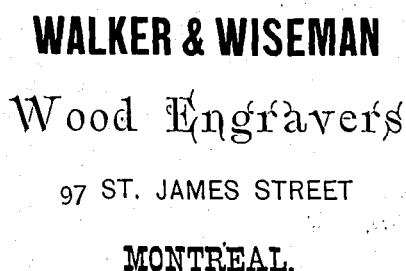 WALKER & WISEMAN
Wood Engravers
97 ST. JAMES STREET
MONTREAL.